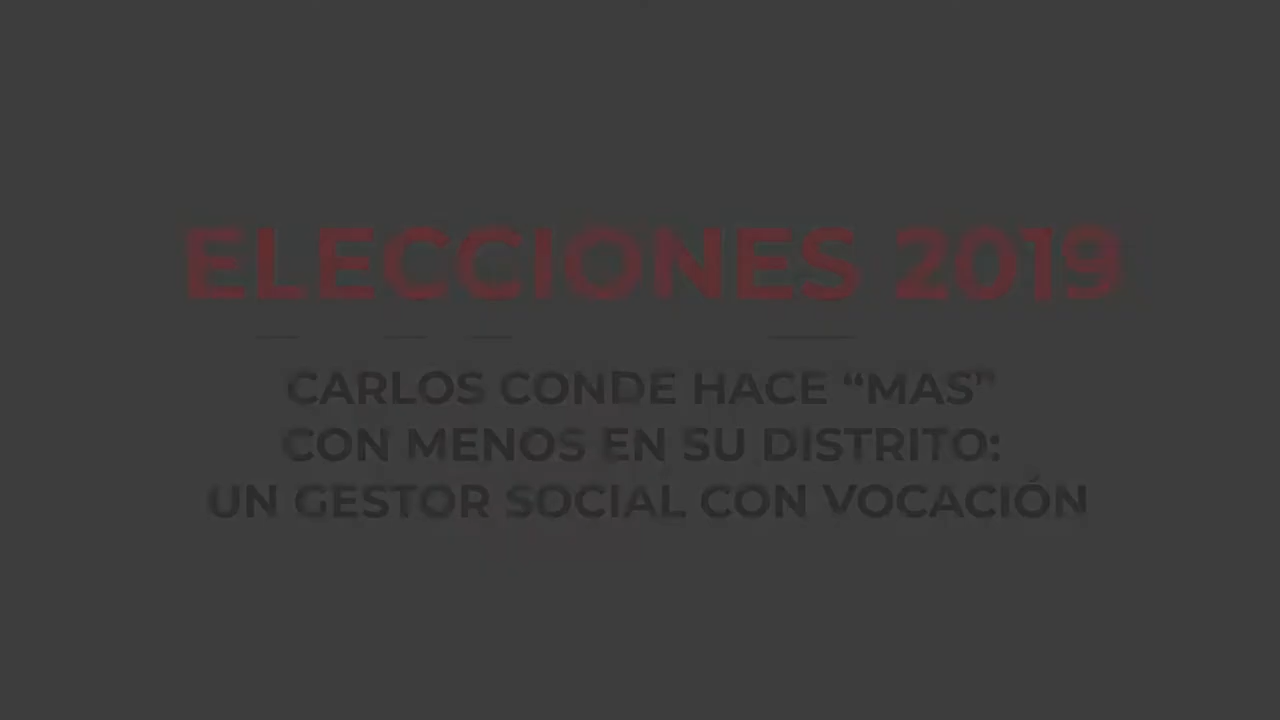 ELECCIONES 2019
CARLOS CONDE HACE “MAS”
CON MENOS EN SU DISTRITO:
UN GESTOR SOCIAL CON VOCACIÓN